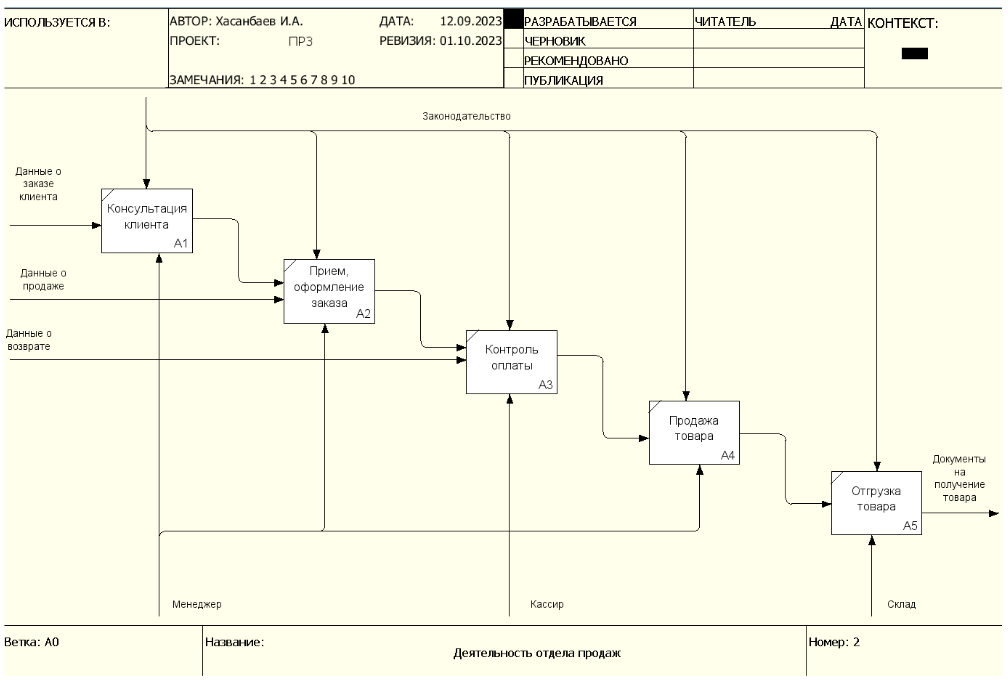 ИСПОЛЬЗУЕТСЯ В:
АВТОР: Хасанбаев И.А.
ДАТА: 12.09.2023
ПРОЕКТ: ПР3
РЕВИЗИЯ: 01.10.2023
ЗАМЕЧАНИЯ: 1 2 3 4 5 6 7 8 9 10
РАЗРАБАТЫВАЕТСЯ
ЧЕРНОВИК
РЕКОМЕНДОВАНО
ПУБЛИКАЦИЯ
ЧИТАТЕЛЬ
ДАТА
КОНТЕКСТ:
Законодательство
Данные о
заказе
клиента
Консультация
клиента
A1
Данные о
продаже
Прием,
оформление
заказа
A2
Данные о
возврате
Контроль
оплаты
A3
Продажа
товара
A4
Отгрузка
товара
A5
Документы
на
получение
товара
Менеджер
Кассир
Склад
Ветка: A0
Название:
Деятельность отдела продаж
Номер: 2